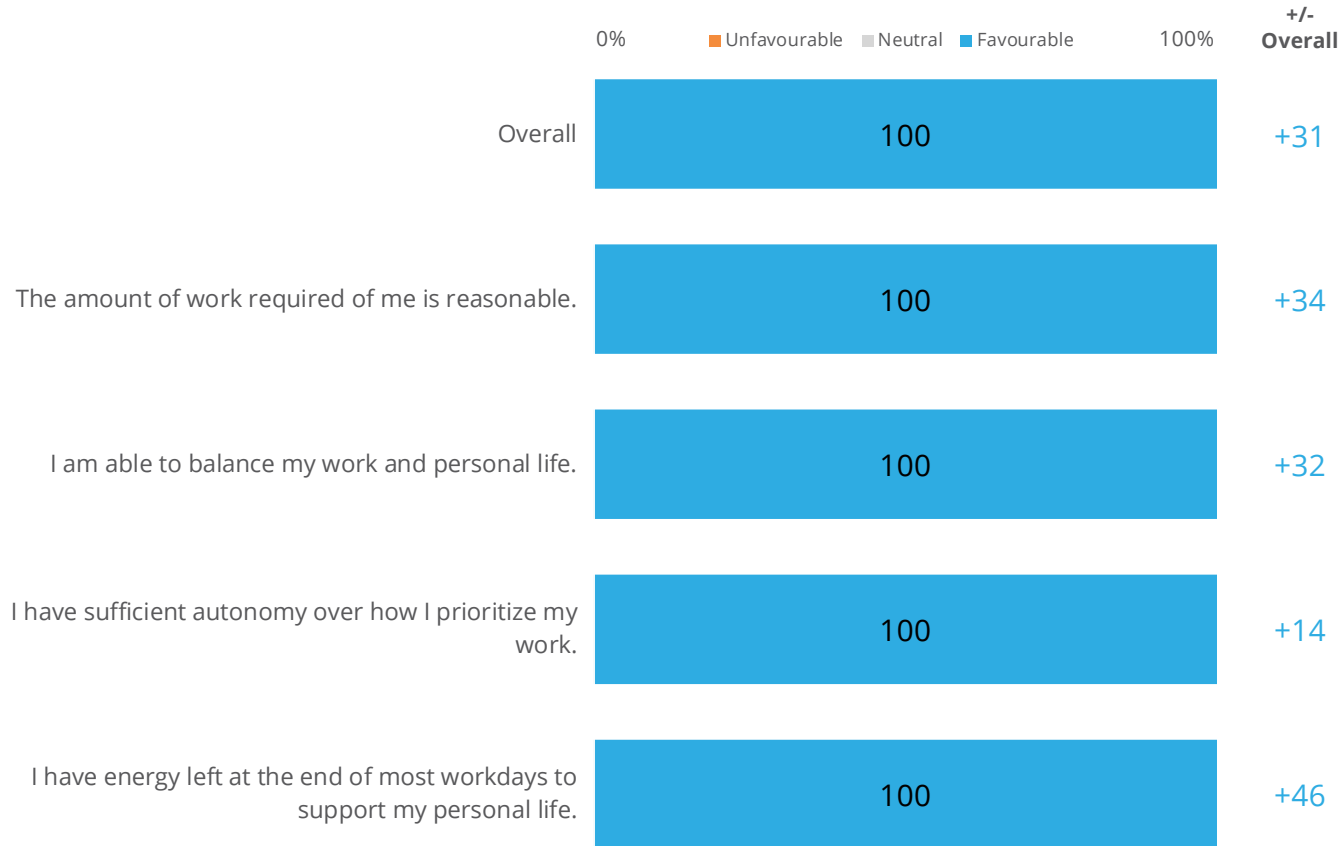 +/-
Overall
0% Unfavourable Neutral Favourable 100%
Overall 100 +31
The amount of work required of me is reasonable. 100 +34
I am able to balance my work and personal life. 100 +32
I have sufficient autonomy over how I prioritize my
work.
100 +14
I have energy left at the end of most workdays to
support my personal life.
100 +46